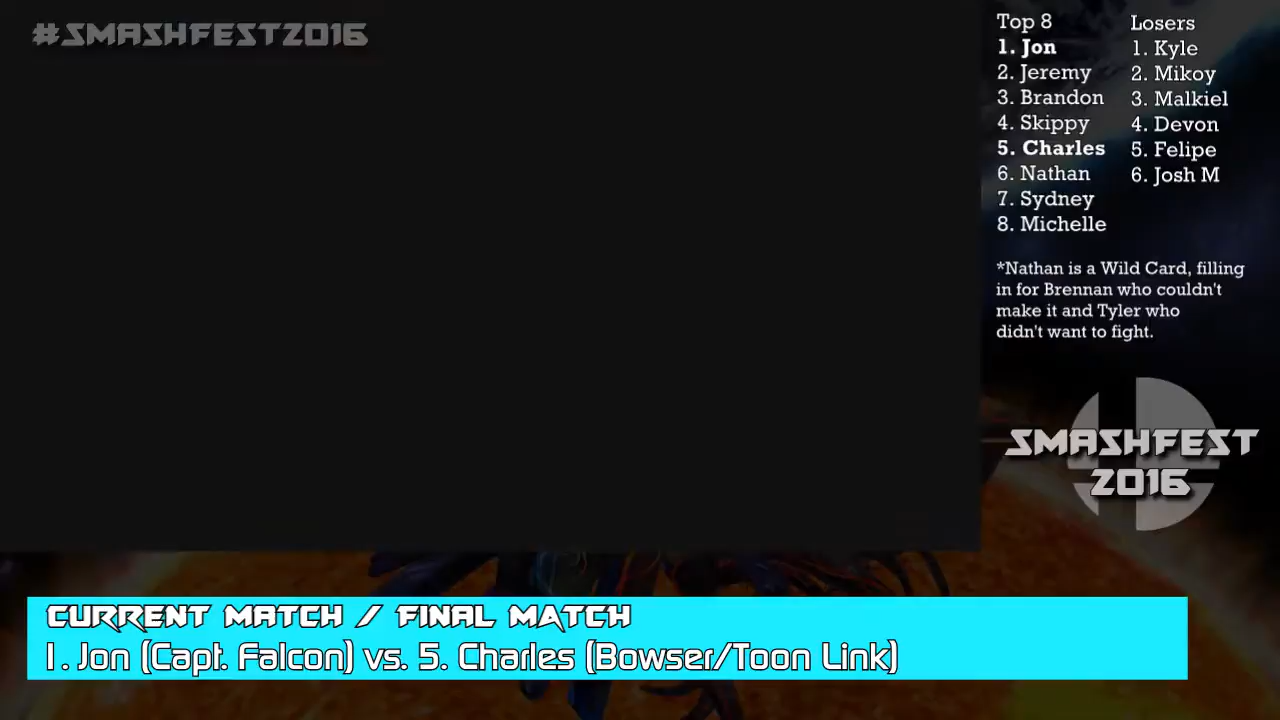 #SMASHFEST2016
Top 8
1. Jon
2. Jeremy
3. Brandon
4. Skippy
5. Charles
6. Nathan
7. Sydney
8. Michelle
Losers
1. Kyle
2. Mikoy
3. Malkiel
4. Devon
5. Felipe
6. Josh M
*Nathan is a Wild Card, filling
in for Brennan who couldn't
make it and Tyler who
didn't want to fight.
SMASHFEST
2016
CURRENT MATCH / FINAL MATCH
1. Jon (Capt. Falcon) vs. 5. Charles (Bowser/Toon Link)